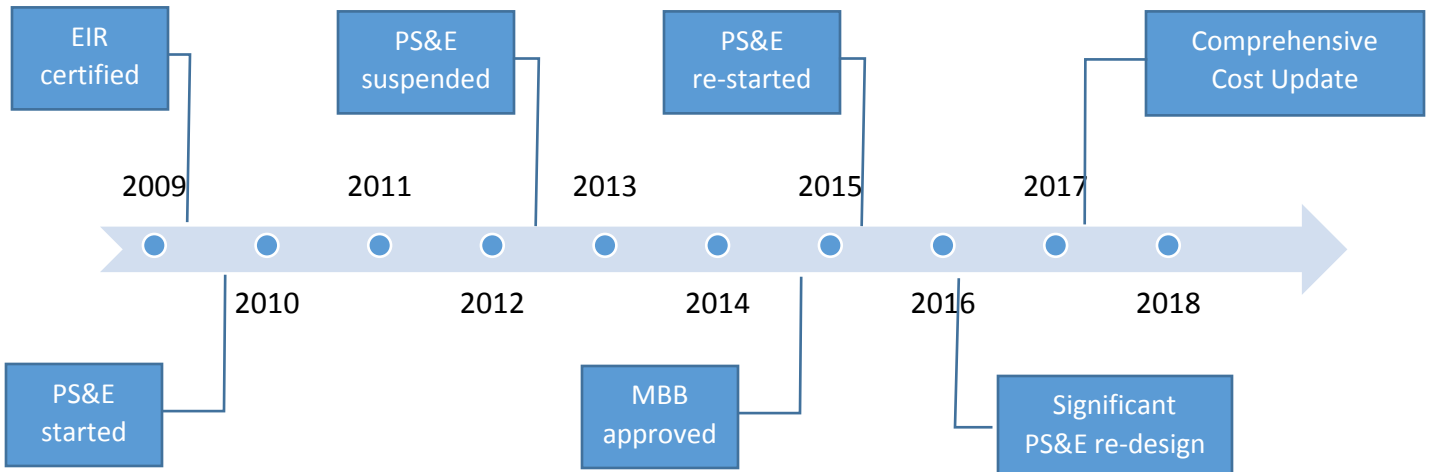 EIR
certified
PS&E
suspended
PS&E
re-started
Comprehensive
Cost Update
2009
2011
2013
2015
2017
2010
2012
2014
2016
2018
PS&E
started
MBB
approved
Significant
PS&E re-design